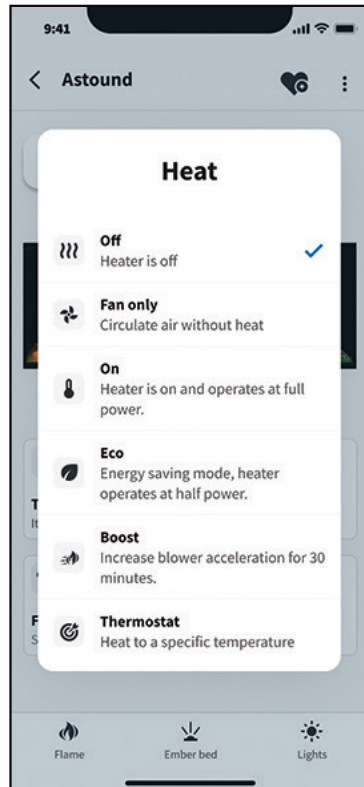 9:41
Astound
Heat
Off
Heater is off
Fan only
Circulate air without heat
On
Heater is on and operates at full
power.
Eco
Energy saving mode, heater
operates at half power.
Boost
Increase blower acceleration for 30
minutes.
Thermostat
Heat to a specific temperature
T
It
F
S
Flame
Ember bed
Lights